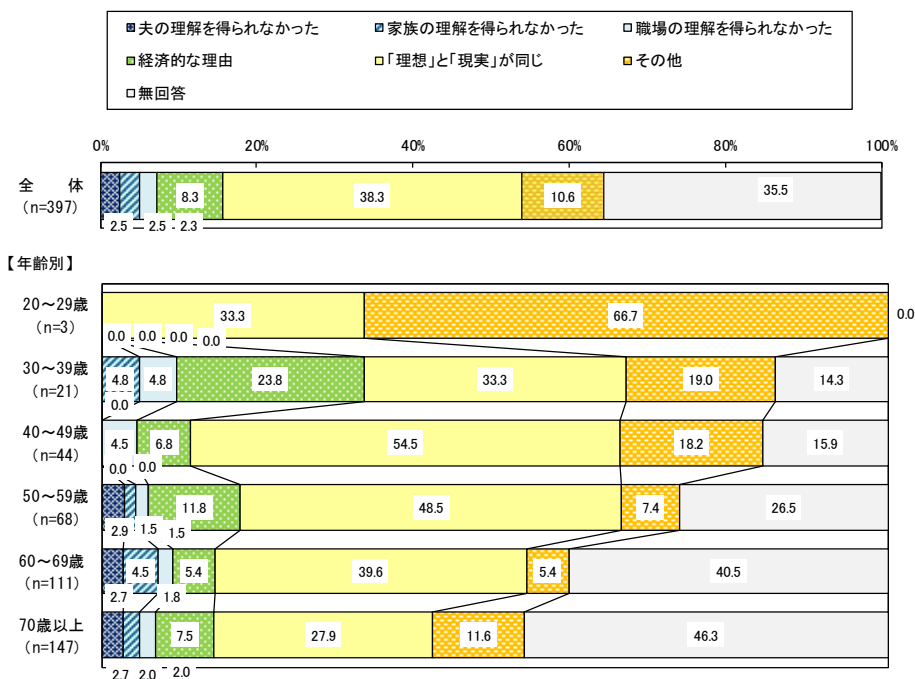 夫の理解を得られなかった 家族の理解を得られなかった 職場の理解を得られなかった
経済的な理由 「理想」と「現実」が同じ その他
無回答
0% 20% 40% 60% 80% 100%
全 体
(n=397)
8.3 38.3 10.6 35.5
2.5 2.5 2.3
【年齢別】
20～29歳
(n=3)
33.3 66.7 0.0
0.0 0.0 0.0 0.0
30～39歳
(n=21)
4.8 4.8 23.8 33.3 19.0 14.3
0.0
40～49歳
(n=44)
4.5 6.8 54.5 18.2 15.9
0.0 0.0
50～59歳
(n=68)
11.8 48.5 7.4 26.5
2.9 1.5 1.5
60～69歳
(n=111)
4.5 5.4 39.6 5.4 40.5
2.7 1.8
70歳以上
(n=147)
7.5 27.9 11.6 46.3
2.7 2.0 2.0